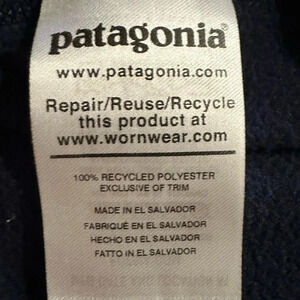 patagonia®
www.patagonia.com
Repair/Reuse/Recycle
this product at
www.wornwear.com
100% RECYCLED POLYESTER
EXCLUSIVE OF TRIM
MADE IN EL SALVADOR
FABRIQUÉ EN EL SALVADOR
HECHO EN EL SALVADOR
FATTO IN EL SALVADOR